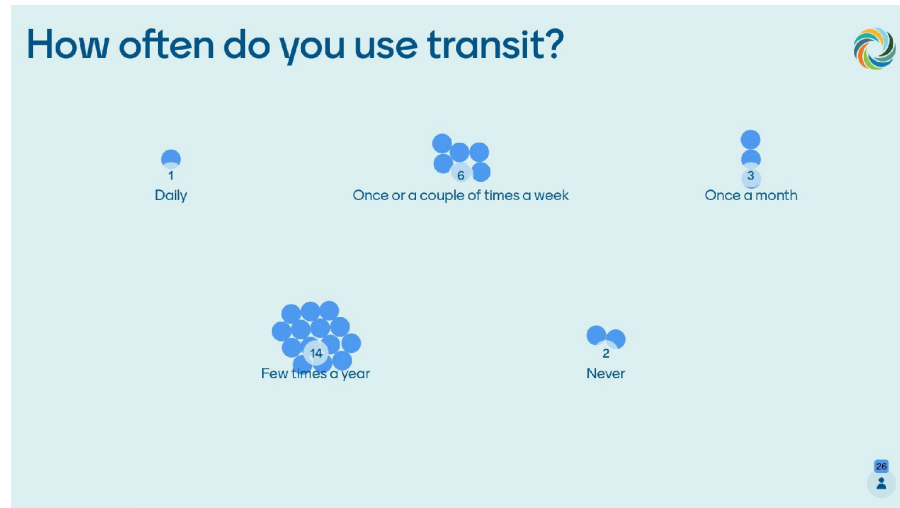 How often do you use transit?
1
Daily
6
Once or a couple of times a week
3
Once a month
14
Few times a year
2
Never
26